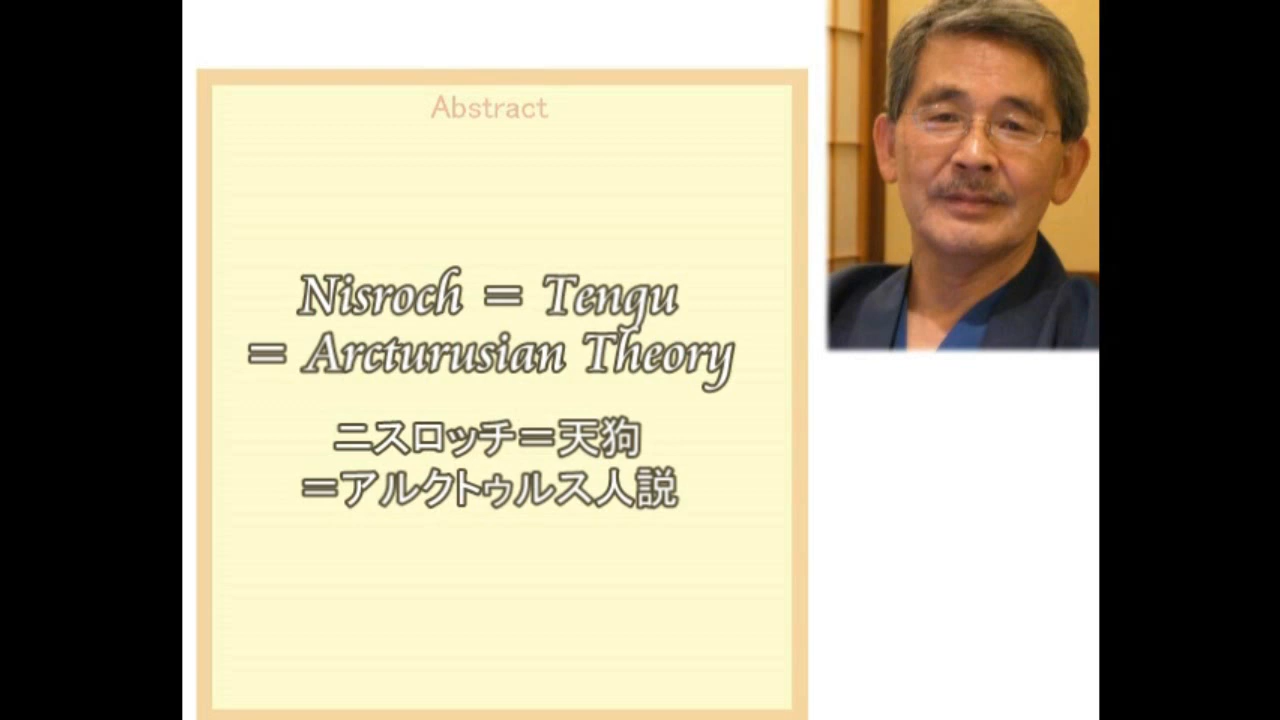 Abstract
Nisroch = Tengu
= Arcturusian Theory
ニスロッチ＝天狗
＝アルクトゥルス人説